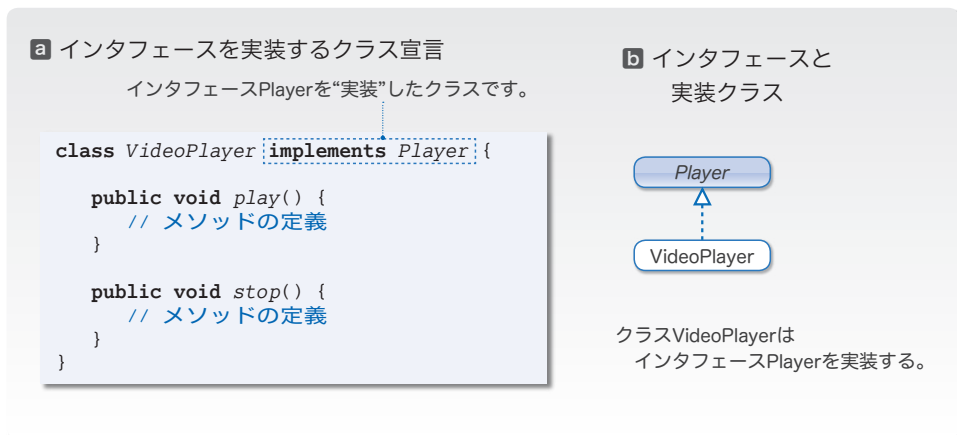 a インタフェースを実装するクラス宣言
インタフェースPlayerを“実装”したクラスです。
class VideoPlayer implements Player {
public void play() {
// メソッドの定義
}
public void stop() {
// メソッドの定義
}
}
b インタフェースと
実装クラス
Player
VideoPlayer
クラスVideoPlayerは
インタフェースPlayerを実装する。